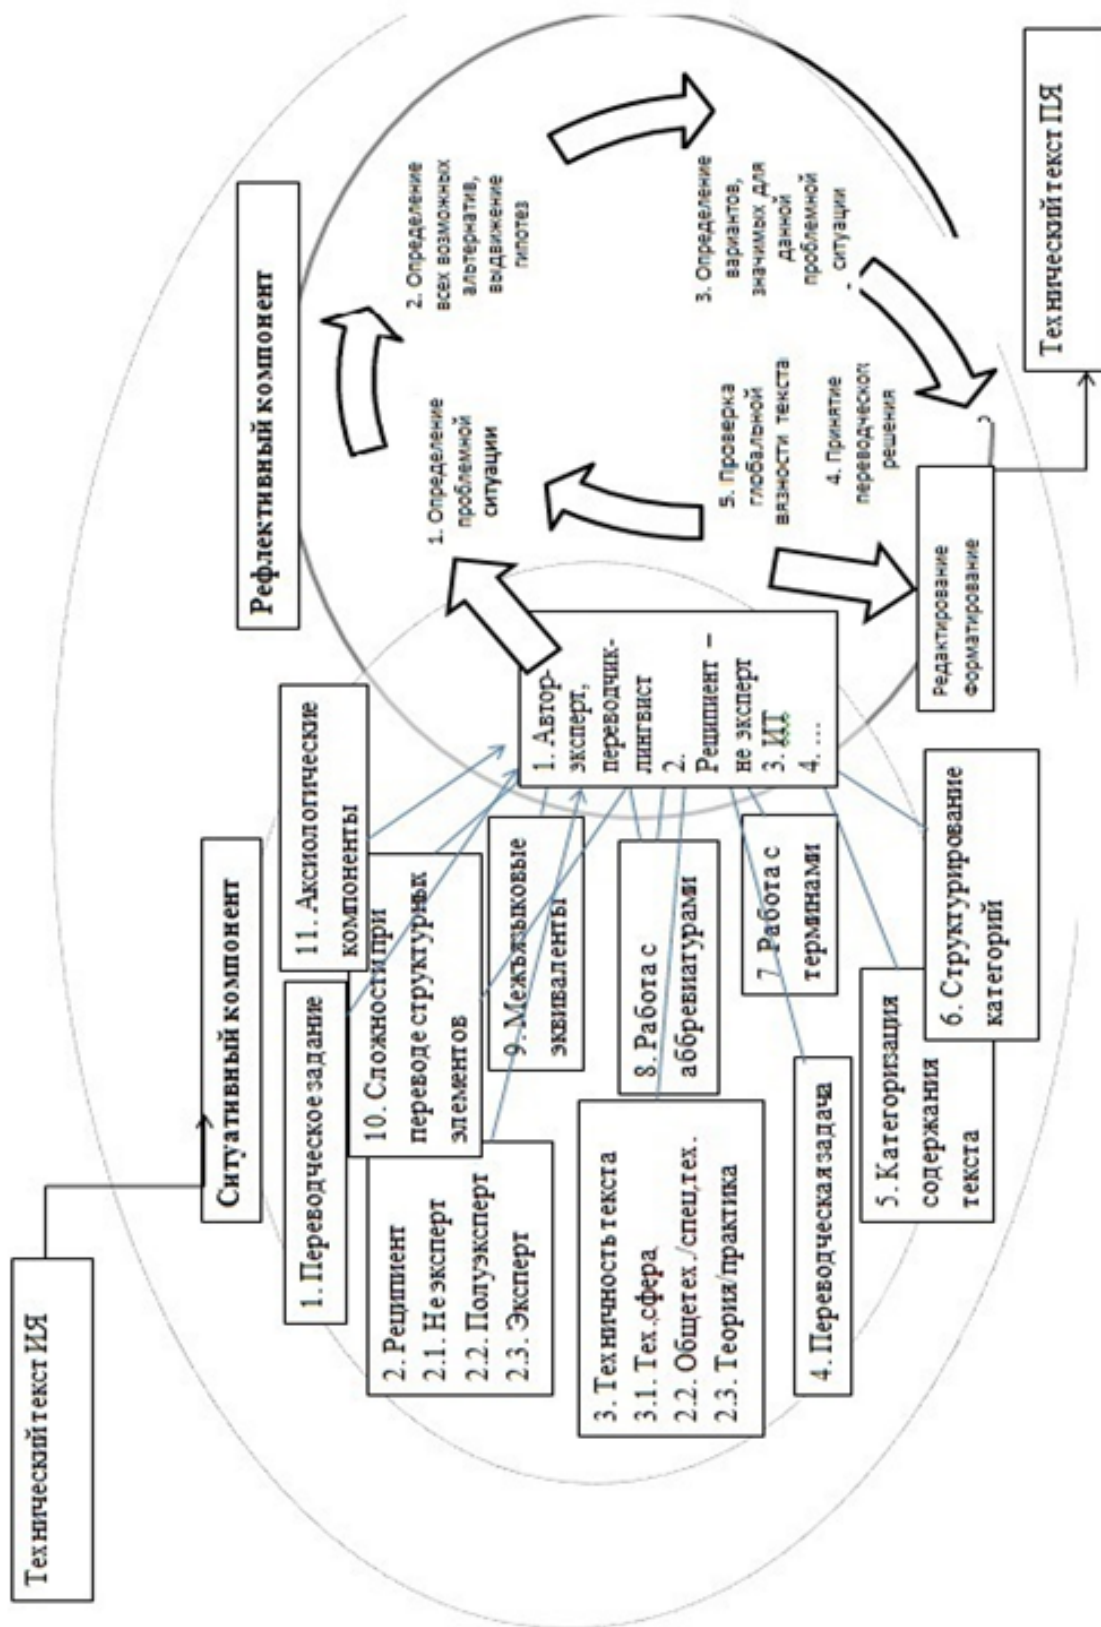 Технический текст ИЯ
Ситуативный компонент
Рефлективный компонент
1. Переводческое задание
11. Аксиологические
компоненты
2. Реципиент
2.1. Не эксперт
2.2. Полуэксперт
2.3. Эксперт
10. Сложности при
переводе структурных
элементов
9. Межъязыковые
эквиваленты
3. Техничность текста
3.1. Тех.сфера
2.2. Общетех./спец.тех.
2.3. Теория/практика
8. Работа с
аббревиатурами
7. Работа с
терминами
4. Переводческая задача
5. Категоризация
содержания
текста
6. Структурирование
категорий
1. Автор-
эксперт,
переводчик-
лингвист
2.
Реципиент –
не эксперт
3. ИТ
4. …
1. Определение
проблемной
ситуации
2. Определение
всех возможных
альтернатив,
выдвижение
гипотез
3. Определение
вариантов,
значимых для
данной
проблемной
ситуации
4. Принятие
переводческого
решения
5. Проверка
глобальной
вязности текста
Редактирование
Форматирование
Технический текст ПЯ